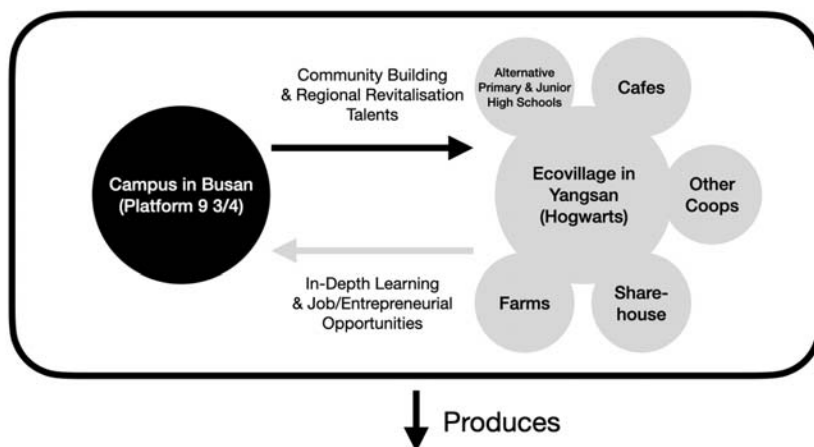 Community Building
& Regional Revitalisation
Talents
Alternative
Primary & Junior
High Schools
Cafes
Campus in Busan
(Platform 9 3/4)
Ecovillage in
Yangsan
(Hogwarts)
Other
Coops
In-Depth Learning
& Job/Entrepreneurial
Opportunities
Farms
Share-
house
Produces